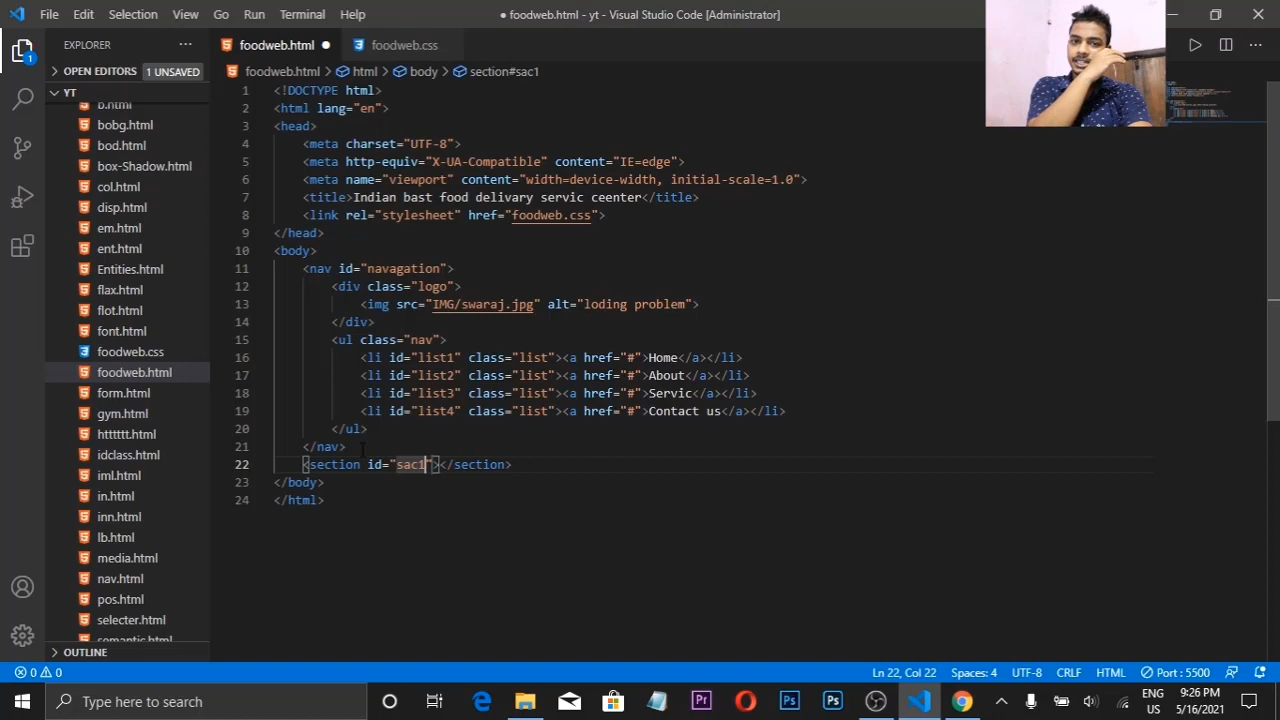 File Edit Selection View Go Run Terminal Help
● foodweb.html - yt - Visual Studio Code [Administrator]
EXPLORER ···
foodweb.html ●
foodweb.css
1
OPEN EDITORS 1 UNSAVED
foodweb.html > html > body > section#sac1
YT
b.html
bobg.html
bod.html
box-Shadow.html
col.html
disp.html
em.html
ent.html
Entities.html
flax.html
flot.html
font.html
foodweb.css
foodweb.html
form.html
gym.html
htttttt.html
idclass.html
iml.html
in.html
inn.html
lb.html
media.html
nav.html
pos.html
selecter.html
semantic.html
OUTLINE
1 <!DOCTYPE html>
2 <html lang="en">
3 <head>
4 <meta charset="UTF-8">
5 <meta http-equiv="X-UA-Compatible" content="IE=edge">
6 <meta name="viewport" content="width=device-width, initial-scale=1.0">
7 <title>Indian bast food delivary servic ceenter</title>
8 <link rel="stylesheet" href="foodweb.css">
9 </head>
10 <body>
11 <nav id="navagation">
12 <div class="logo">
13 <img src="IMG/swaraj.jpg" alt="loding problem">
14 </div>
15 <ul class="nav">
16 <li id="list1" class="list"><a href="#">Home</a></li>
17 <li id="list2" class="list"><a href="#">About</a></li>
18 <li id="list3" class="list"><a href="#">Servic</a></li>
19 <li id="list4" class="list"><a href="#">Contact us</a></li>
20 </ul>
21 </nav>
22 <section id="sac1"></section>
23 </body>
24 </html>
0 0
Ln 22, Col 22 Spaces: 4 UTF-8 CRLF HTML Port : 5500
Type here to search
Pr Ps Ps
ENG US
9:26 PM
5/16/2021